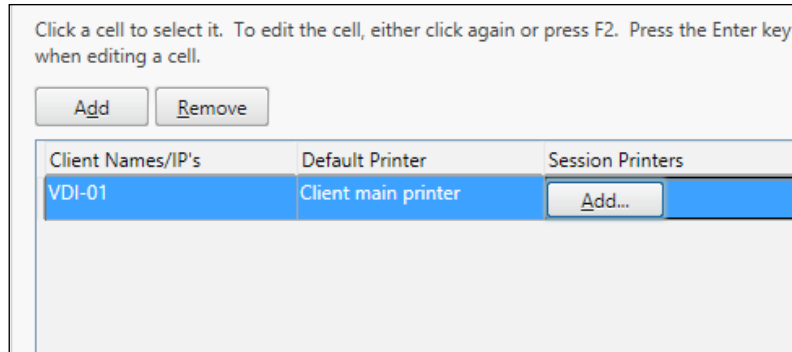 Click a cell to select it. To edit the cell, either click again or press F2. Press the Enter key
when editing a cell.
Add Remove
Client Names/IP's Default Printer Session Printers
VDI-01 Client main printer Add...